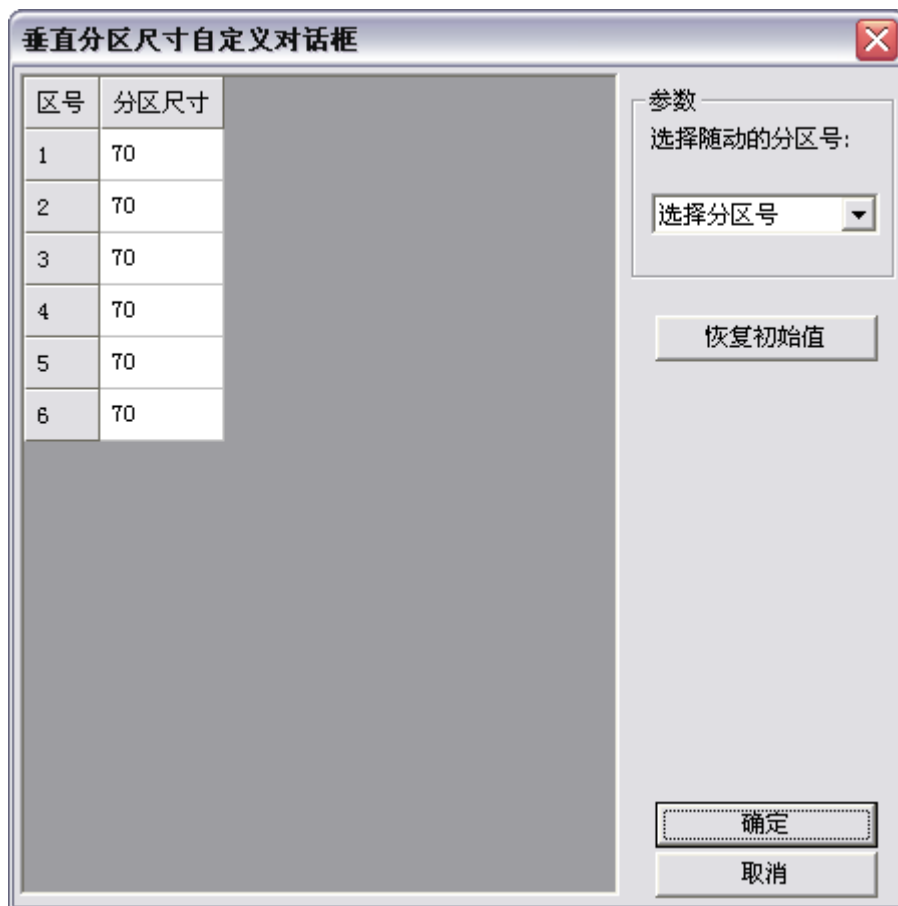 垂直分区尺寸自定义对话框
区号 分区尺寸
1 70
2 70
3 70
4 70
5 70
6 70
参数
选择随动的分区号:
选择分区号
恢复初始值
确定
取消